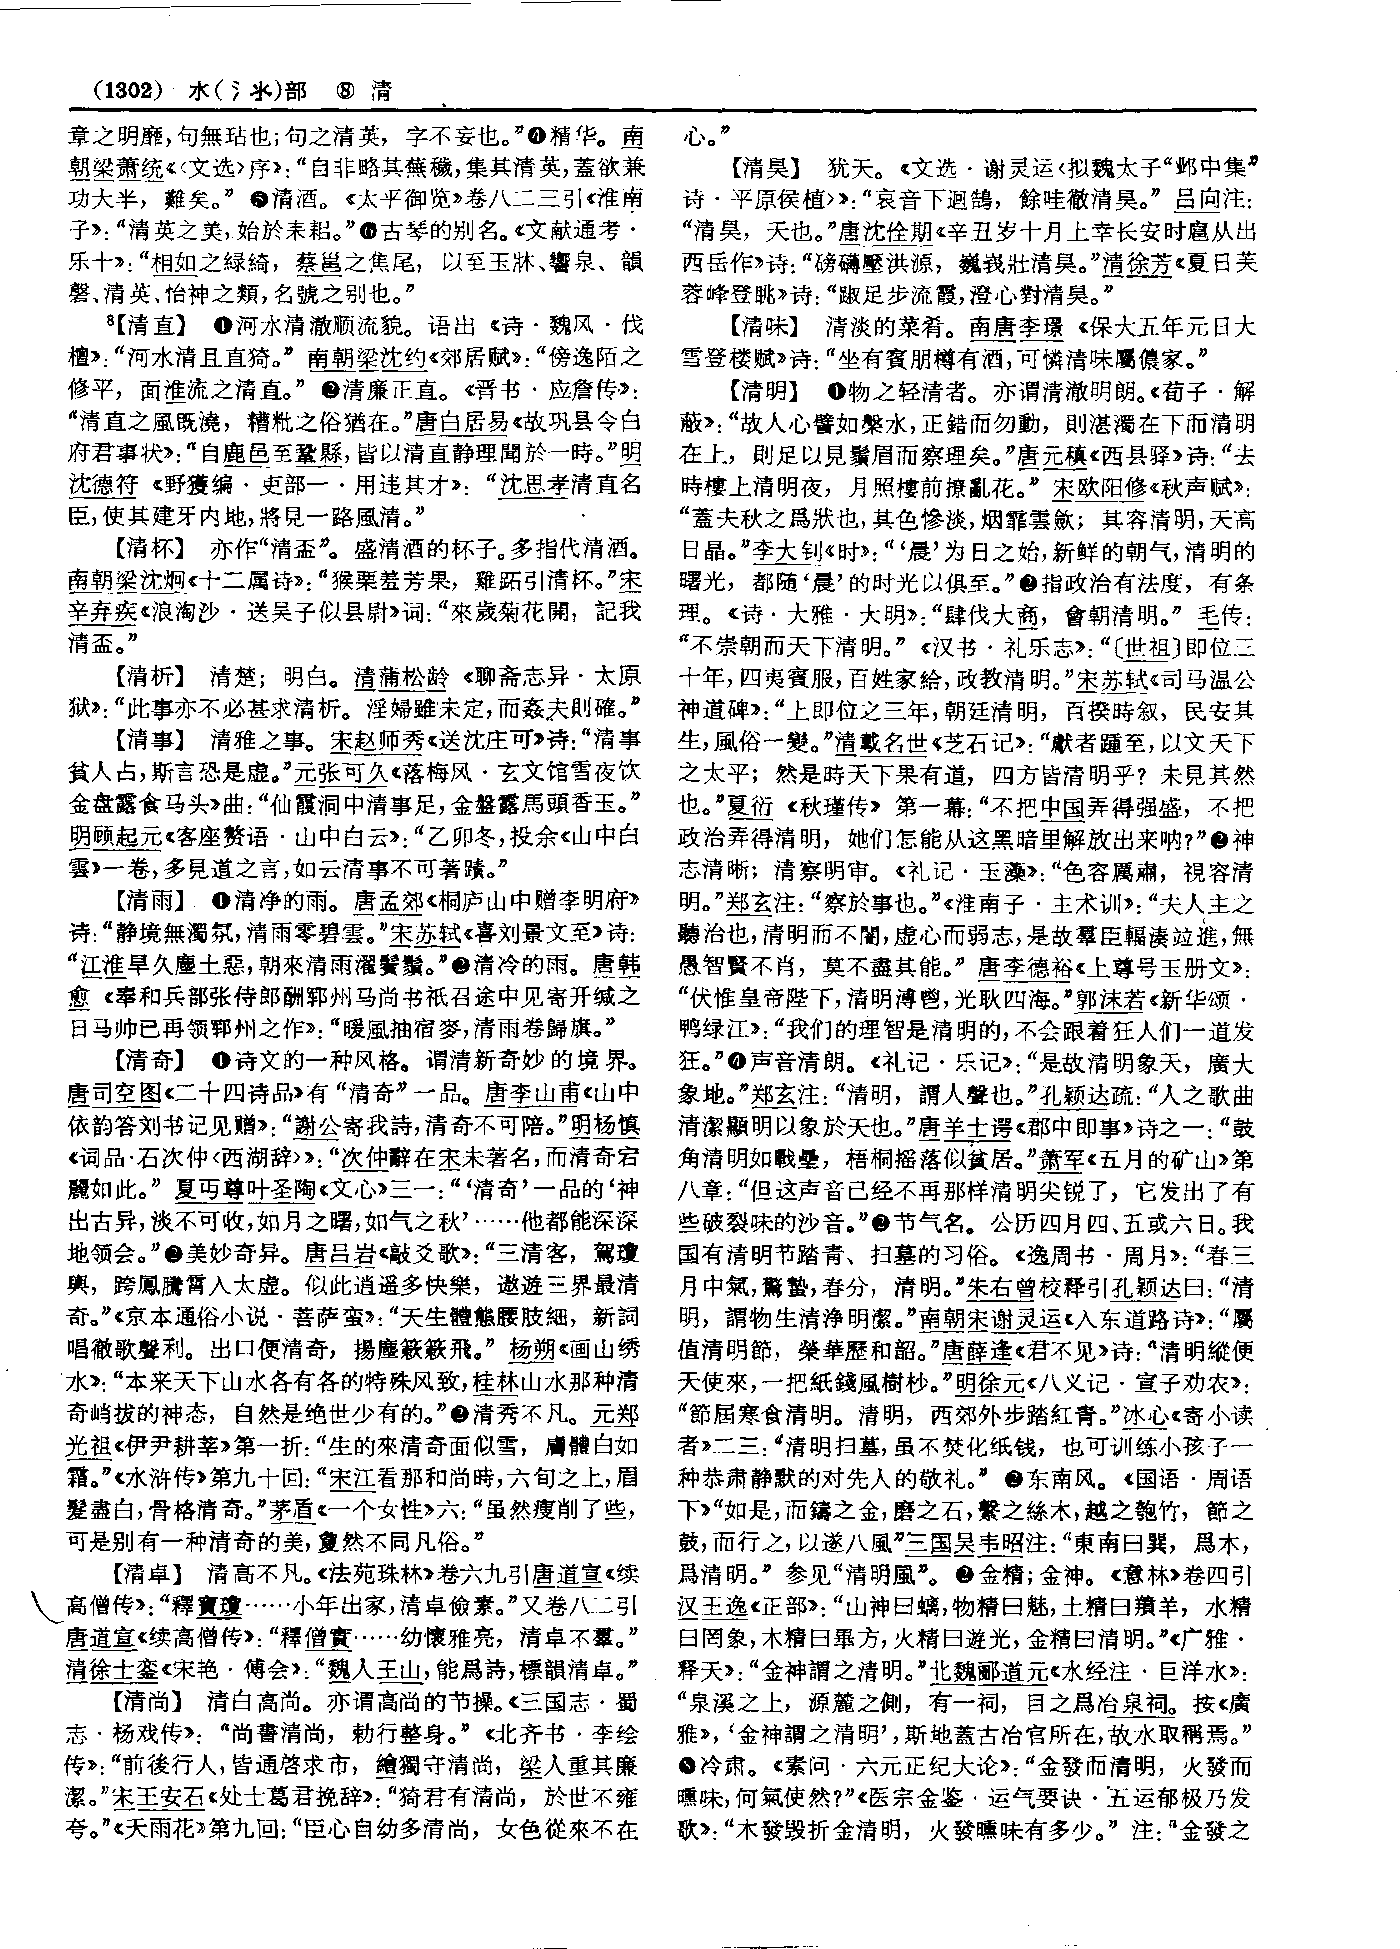 (1302) 水(氵氺)部 ⑧ 清
章之明靡,句無玷也;句之清英,字不妄也。”❹精华。南
朝梁萧统《〈文选〉序》:“自非略其蕪穢,集其清英,蓋欲兼
功大半,難矣。”❺清酒。《太平御览》卷八二三引《淮南
子》:“清英之美,始於耒耜。”❻古琴的别名。《文献通考·
乐十》:“相如之緑綺,蔡邕之焦尾,以至玉牀、響泉、韻
磬、清英、怡神之類,名號之别也。”
8【清直】 ❶河水清澈顺流貌。语出《诗·魏风·伐
檀》:“河水清且直猗。”南朝梁沈约《郊居赋》:“傍逸陌之
修平,面淮流之清直。”❷清廉正直。《晋书·应詹传》:
“清直之風既澆,糟粃之俗猶在。”唐白居易《故巩县令白
府君事状》:“自鹿邑至鞏縣,皆以清直静理聞於一時。”明
沈德符《野獲编·吏部一·用违其才》:“沈思孝清直名
臣,使其建牙内地,將見一路風清。”
【清杯】 亦作“清盃”。盛清酒的杯子。多指代清酒。
南朝梁沈炯《十二属诗》:“猴栗羞芳果,雞跖引清杯。”宋
辛弃疾《浪淘沙·送吴子似县尉》词:“來歲菊花開,記我
清盃。”
【清析】 清楚;明白。清蒲松龄《聊斋志异·太原
狱》:“此事亦不必甚求清析。淫婦雖未定,而姦夫則確。”
【清事】 清雅之事。宋赵师秀《送沈庄可》诗:“清事
貧人占,斯言恐是虚。”元张可久《落梅风·玄文馆雪夜饮
金盘露食马头》曲:“仙霞洞中清事足,金盤露馬頭香玉。”
明顾起元《客座赘语·山中白云》:“乙卯冬,投余《山中白
雲》一卷,多見道之言,如云清事不可著蹟。”
【清雨】 ❶清净的雨。唐孟郊《桐庐山中赠李明府》
诗:“静境無濁氛,清雨零碧雲。”宋苏轼《喜刘景文至》诗:
“江淮旱久塵土惡,朝來清雨濯鬢鬚。”❷清冷的雨。唐韩
愈《奉和兵部张侍郎酬郓州马尚书祇召途中见寄开缄之
日马帅已再领郓州之作》:“暖風抽宿麥,清雨卷歸旗。”
【清奇】 ❶诗文的一种风格。谓清新奇妙的境界。
唐司空图《二十四诗品》有“清奇”一品。唐李山甫《山中
依韵答刘书记见赠》:“謝公寄我詩,清奇不可陪。”明杨慎
《词品·石次仲〈西湖辞〉》:“次仲辭在宋未著名,而清奇宕
麗如此。”夏丏尊叶圣陶《文心》三一:“‘清奇’一品的‘神
出古异,淡不可收,如月之曙,如气之秋’……他都能深深
地领会。”❷美妙奇异。唐吕岩《敲爻歌》:“三清客,駕瓊
輿,跨鳳騰霄入太虚。似此逍遥多快樂,遨遊三界最清
奇。”《京本通俗小说·菩萨蛮》:“天生體態腰肢細,新詞
唱徹歌聲利。出口便清奇,揚塵簌簌飛。”杨朔《画山绣
水》:“本来天下山水各有各的特殊风致,桂林山水那种清
奇峭拔的神态,自然是绝世少有的。”❸清秀不凡。元郑
光祖《伊尹耕莘》第一折:“生的來清奇面似雪,膚體白如
霜。”《水浒传》第九十回:“宋江看那和尚時,六旬之上,眉
髮盡白,骨格清奇。”茅盾《一个女性》六:“虽然瘦削了些,
可是别有一种清奇的美,夐然不同凡俗。”
【清卓】 清高不凡。《法苑珠林》卷六九引唐道宣《续
高僧传》:“釋寶瓊……小年出家,清卓儉素。”又卷八二引
唐道宣《续高僧传》:“釋僧實……幼懷雅亮,清卓不羣。”
清徐士銮《宋艳·傅会》:“魏人王山,能爲詩,標韻清卓。”
【清尚】 清白高尚。亦谓高尚的节操。《三国志·蜀
志·杨戏传》:“尚書清尚,勅行整身。”《北齐书·李绘
传》:“前後行人,皆通啓求市,繪獨守清尚,梁人重其廉
潔。”宋王安石《处士葛君挽辞》:“猗君有清尚,於世不雍
夸。”《天雨花》第九回:“臣心自幼多清尚,女色從來不在
心。”
【清昊】 犹天。《文选·谢灵运〈拟魏太子“邺中集”
诗·平原侯植〉》:“哀音下迴鵠,餘哇徹清昊。”吕向注:
“清昊,天也。”唐沈佺期《辛丑岁十月上幸长安时扈从出
西岳作》诗:“磅礴壓洪源,巍峩壯清昊。”清徐芳《夏日芙
蓉峰登眺》诗:“踧足步流霞,澄心對清昊。”
【清味】 清淡的菜肴。南唐李璟《保大五年元日大
雪登楼赋》诗:“坐有賓朋樽有酒,可憐清味屬儂家。”
【清明】 ❶物之轻清者。亦谓清澈明朗。《荀子·解
蔽》:“故人心譬如槃水,正錯而勿動,則湛濁在下而清明
在上,則足以見鬚眉而察理矣。”唐元稹《西县驿》诗:“去
時樓上清明夜,月照樓前撩亂花。”宋欧阳修《秋声赋》:
“蓋夫秋之爲狀也,其色慘淡,烟霏雲歛;其容清明,天高
日晶。”李大钊《时》:“‘晨’为日之始,新鲜的朝气,清明的
曙光,都随‘晨’的时光以俱至。”❷指政治有法度,有条
理。《诗·大雅·大明》:“肆伐大商,會朝清明。”毛传:
“不崇朝而天下清明。”《汉书·礼乐志》:“〔世祖〕即位三
十年,四夷賓服,百姓家給,政教清明。”宋苏轼《司马温公
神道碑》:“上即位之三年,朝廷清明,百揆時叙,民安其
生,風俗一變。”清戴名世《芝石记》:“獻者踵至,以文天下
之太平;然是時天下果有道,四方皆清明乎?未見其然
也。”夏衍《秋瑾传》第一幕:“不把中国弄得强盛,不把
政治弄得清明,她们怎能从这黑暗里解放出来呐?”❸神
志清晰;清察明审。《礼记·玉藻》:“色容厲肅,視容清
明。”郑玄注:“察於事也。”《淮南子·主术训》:“夫人主之
聽治也,清明而不闇,虚心而弱志,是故羣臣輻湊竝進,無
愚智賢不肖,莫不盡其能。”唐李德裕《上尊号玉册文》:
“伏惟皇帝陛下,清明溥鬯,光耿四海。”郭沫若《新华颂·
鸭绿江》:“我们的理智是清明的,不会跟着狂人们一道发
狂。”❹声音清朗。《礼记·乐记》:“是故清明象天,廣大
象地。”郑玄注:“清明,謂人聲也。”孔颖达疏:“人之歌曲
清潔顯明以象於天也。”唐羊士谔《郡中即事》诗之一:“鼓
角清明如戰壘,梧桐摇落似貧居。”萧军《五月的矿山》第
八章:“但这声音已经不再那样清明尖锐了,它发出了有
些破裂味的沙音。”❺节气名。公历四月四、五或六日。我
国有清明节踏青、扫墓的习俗。《逸周书·周月》:“春三
月中氣,驚蟄,春分,清明。”朱右曾校释引孔颖达曰:“清
明,謂物生清浄明潔。”南朝宋谢灵运《入东道路诗》:“屬
值清明節,榮華歷和韶。”唐薛逢《君不见》诗:“清明縱便
天使來,一把紙錢風樹杪。”明徐元《八义记·宣子劝农》:
“節屆寒食清明。清明,西郊外步踏紅青。”冰心《寄小读
者》二三:“清明扫墓,虽不焚化纸钱,也可训练小孩子一
种恭肃静默的对先人的敬礼。”❻东南风。《国语·周语
下》“如是,而鑄之金,磨之石,繫之絲木,越之匏竹,節之
鼓,而行之,以遂八風”三国吴韦昭注:“東南曰巽,爲木,
爲清明。”参见“清明風”。❼金精;金神。《意林》卷四引
汉王逸《正部》:“山神曰螭,物精曰魅,土精曰羵羊,水精
曰罔象,木精曰畢方,火精曰遊光,金精曰清明。”《广雅·
释天》:“金神謂之清明。”北魏郦道元《水经注·巨洋水》:
“泉溪之上,源麓之側,有一祠,目之爲冶泉祠。按《廣
雅》,‘金神謂之清明’,斯地蓋古冶官所在,故水取稱焉。”
❽冷肃。《素问·六元正纪大论》:“金發而清明,火發而
曛味,何氣使然?”《医宗金鉴·运气要诀·五运郁极乃发
歌》:“木發毀折金清明,火發曛味有多少。”注:“金發之